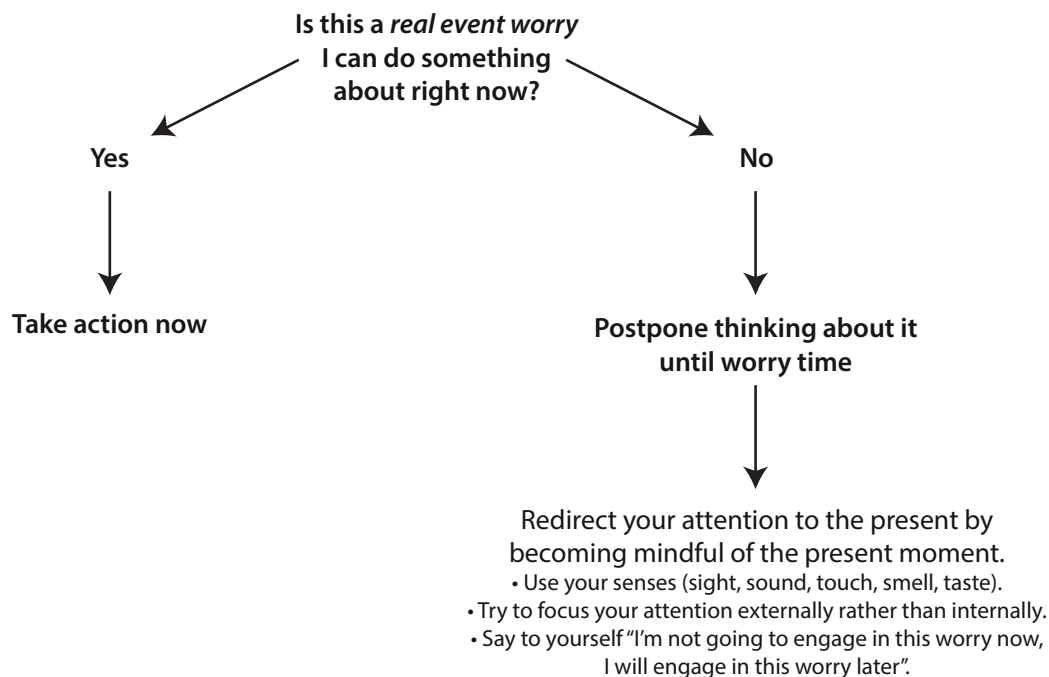 Is this a real event worry
I can do something
about right now?
Yes
No
Take action now
Postpone thinking about it
until worry time
Redirect your attention to the present by
becoming mindful of the present moment.
• Use your senses (sight, sound, touch, smell, taste).
• Try to focus your attention externally rather than internally.
• Say to yourself “I’m not going to engage in this worry now,
I will engage in this worry later”.